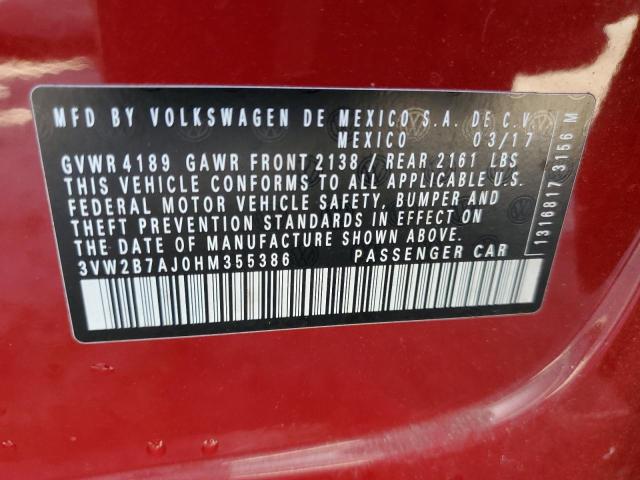 MFD BY VOLKSWAGEN DE MEXICO S.A. DE C.V.
MEXICO 03/17
GVWR 4189 GAWR FRONT 2138 / REAR 2161 LBS
THIS VEHICLE CONFORMS TO ALL APPLICABLE U.S.
FEDERAL MOTOR VEHICLE SAFETY, BUMPER AND
THEFT PREVENTION STANDARDS IN EFFECT ON
THE DATE OF MANUFACTURE SHOWN ABOVE.
3VW2B7AJ0HM355386 PASSENGER CAR
1316817 3156 M